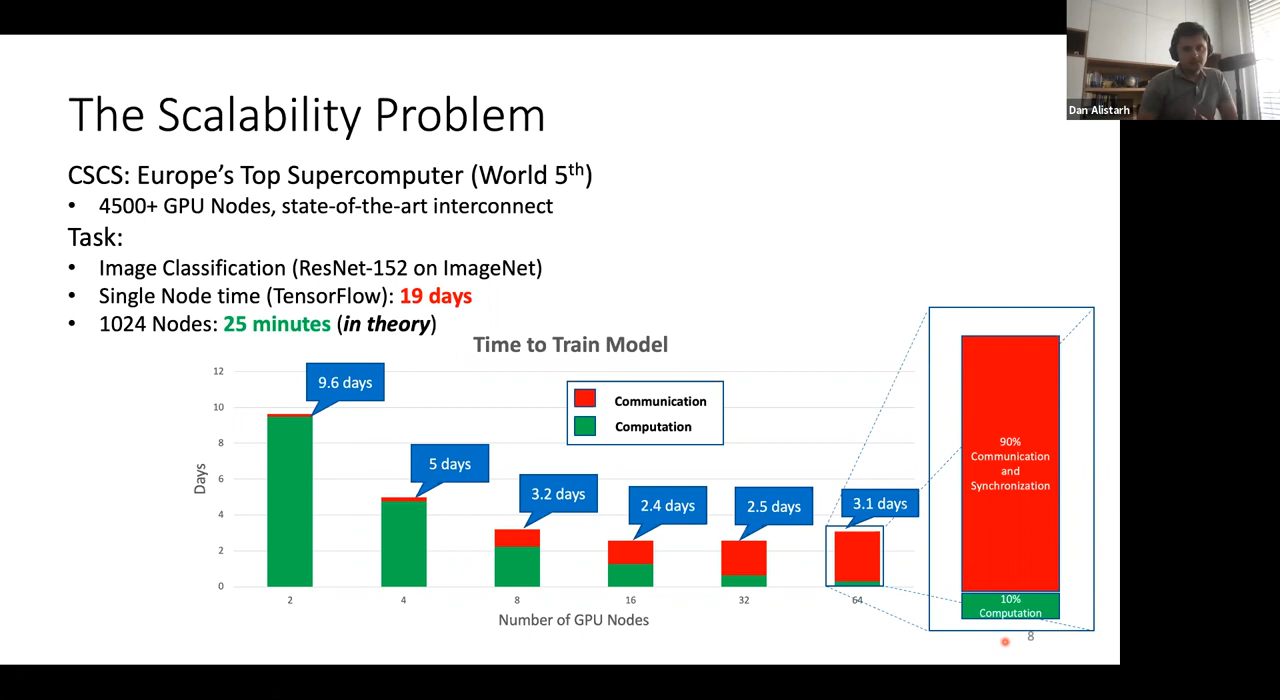 Dan Alistarh
The Scalability Problem
CSCS: Europe's Top Supercomputer (World 5th)
• 4500+ GPU Nodes, state-of-the-art interconnect
Task:
• Image Classification (ResNet-152 on ImageNet)
• Single Node time (TensorFlow): 19 days
• 1024 Nodes: 25 minutes (in theory)
Time to Train Model
12
10
8
6
4
2
0
Days
9.6 days
5 days
3.2 days
2.4 days
2.5 days
3.1 days
Communication
Computation
2
4
8
16
32
64
Number of GPU Nodes
90%
Communication
and
Synchronization
10%
Computation
8